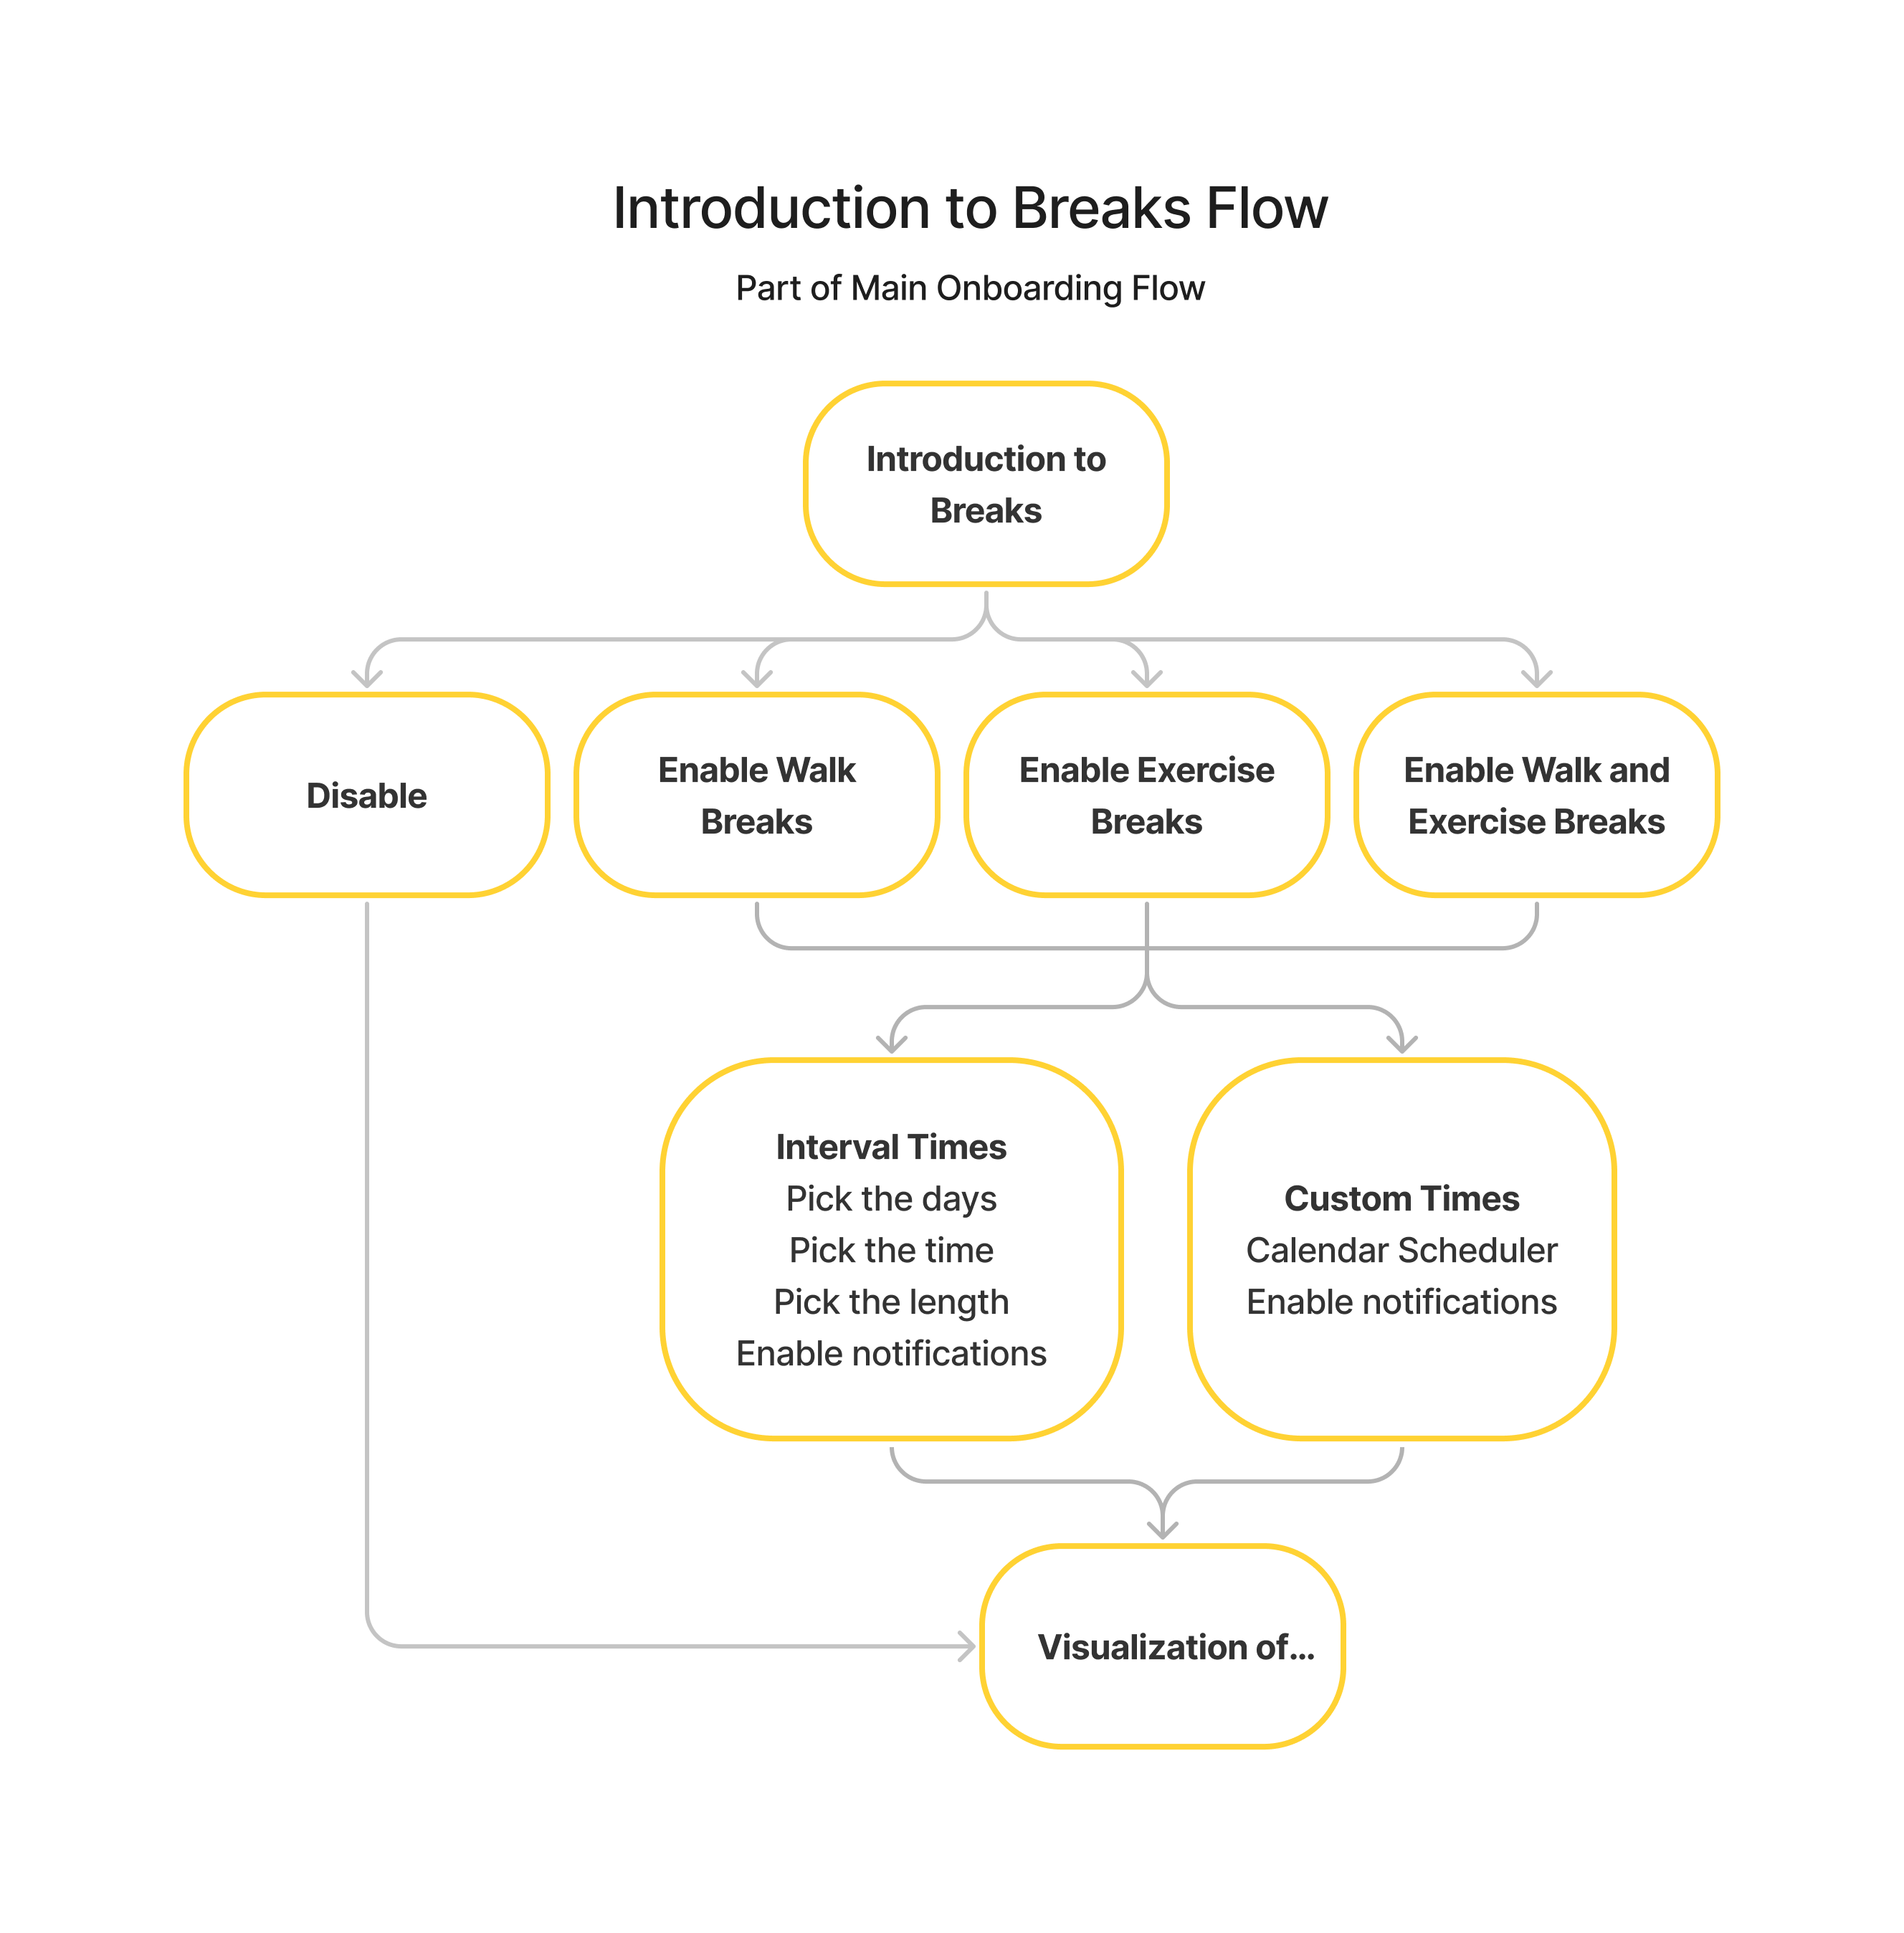 Introduction to Breaks Flow
Part of Main Onboarding Flow
Introduction to
Breaks
Disable
Enable Walk
Breaks
Enable Exercise
Breaks
Enable Walk and
Exercise Breaks
Interval Times
Pick the days
Pick the time
Pick the length
Enable notifications
Custom Times
Calendar Scheduler
Enable notifications
Visualization of...